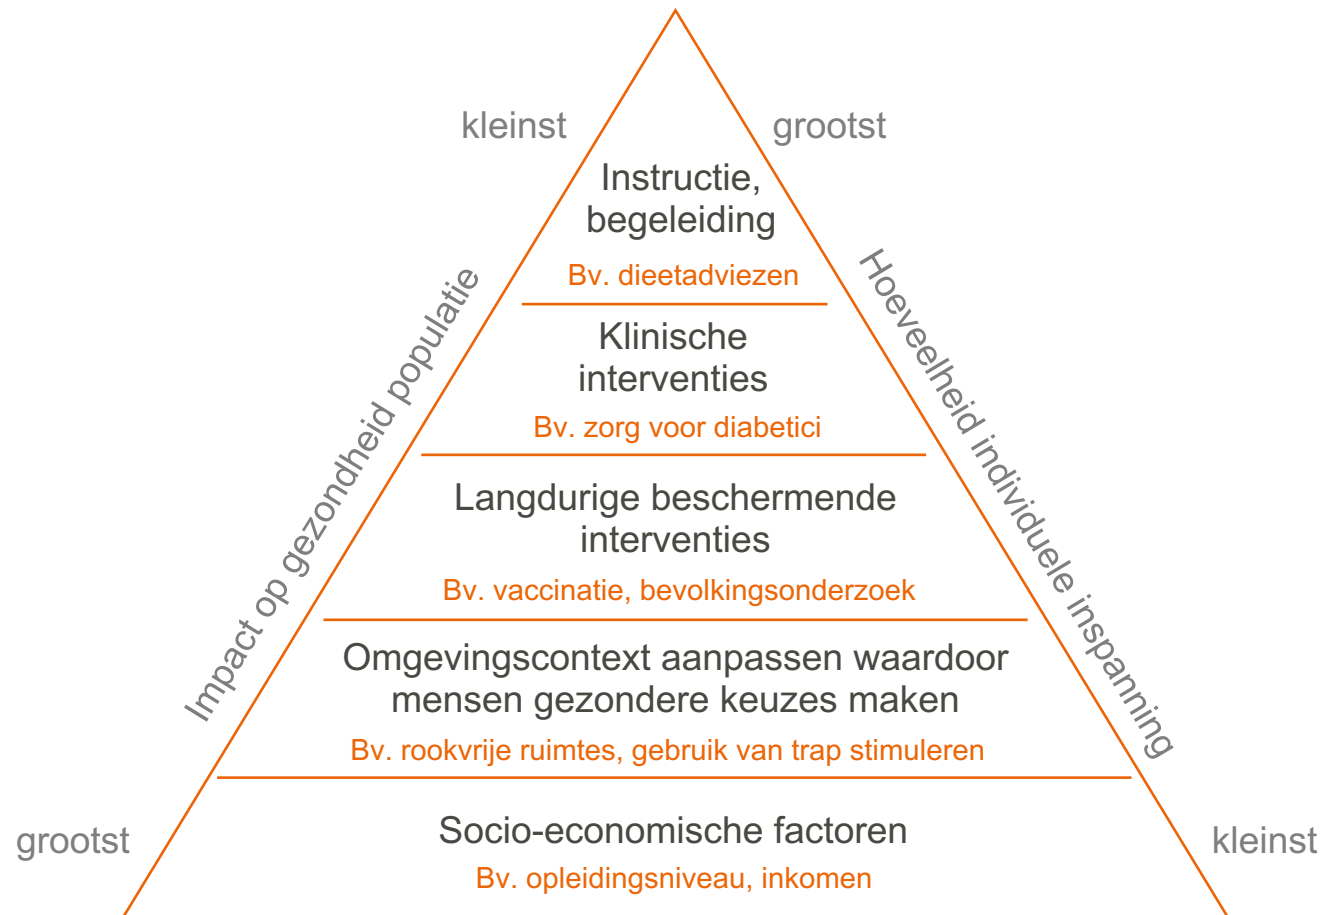 kleinst
grootst
Instructie,
begeleiding
Bv. dieetadviezen
Impact op gezondheid populatie
Hoeveelheid individuele inspanning
Klinische
interventies
Bv. zorg voor diabetici
Langdurige beschermende
interventies
Bv. vaccinatie, bevolkingsonderzoek
Omgevingscontext aanpassen waardoor
mensen gezondere keuzes maken
Bv. rookvrije ruimtes, gebruik van trap stimuleren
grootst
Socio-economische factoren
kleinst
Bv. opleidingsniveau, inkomen